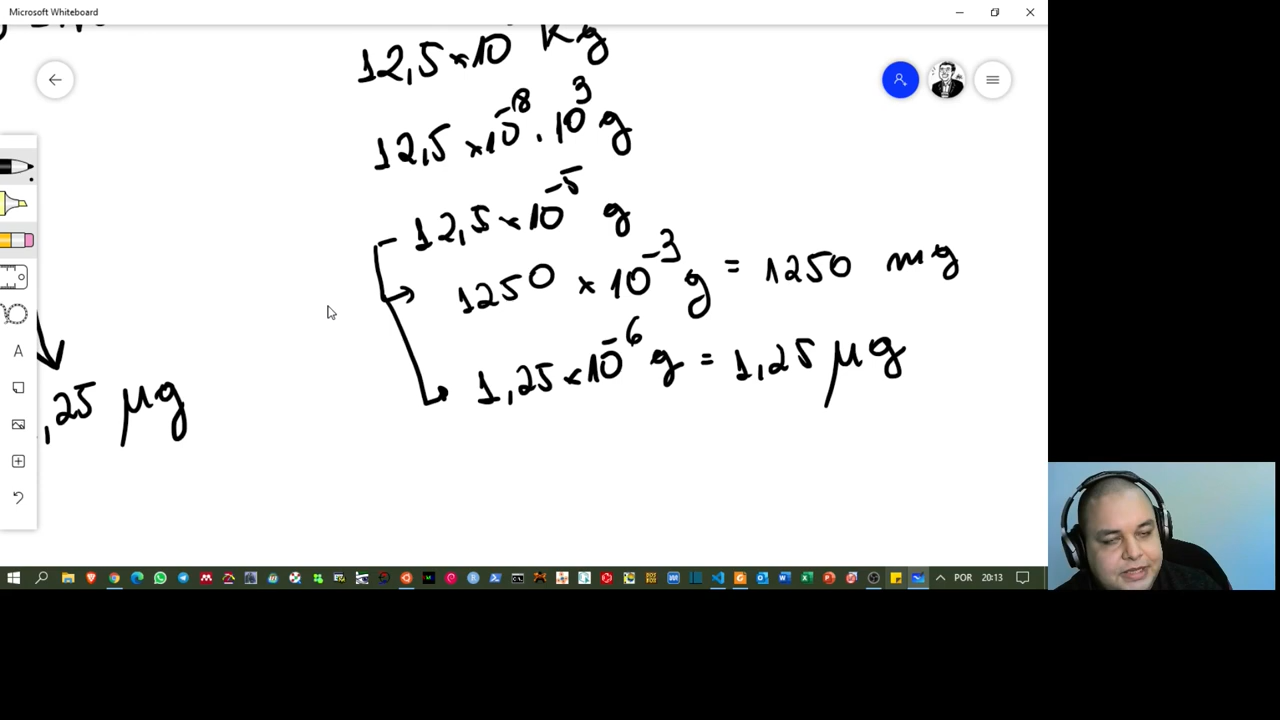 Microsoft Whiteboard
12,5×10 Kg
12,5×10⁻⁸·10³ g
12,5×10⁻⁵ g
1250 × 10⁻³ g = 1250 mg
1,25×10⁻⁶ g = 1,25 μg
,25 μg
A
POR 20:13